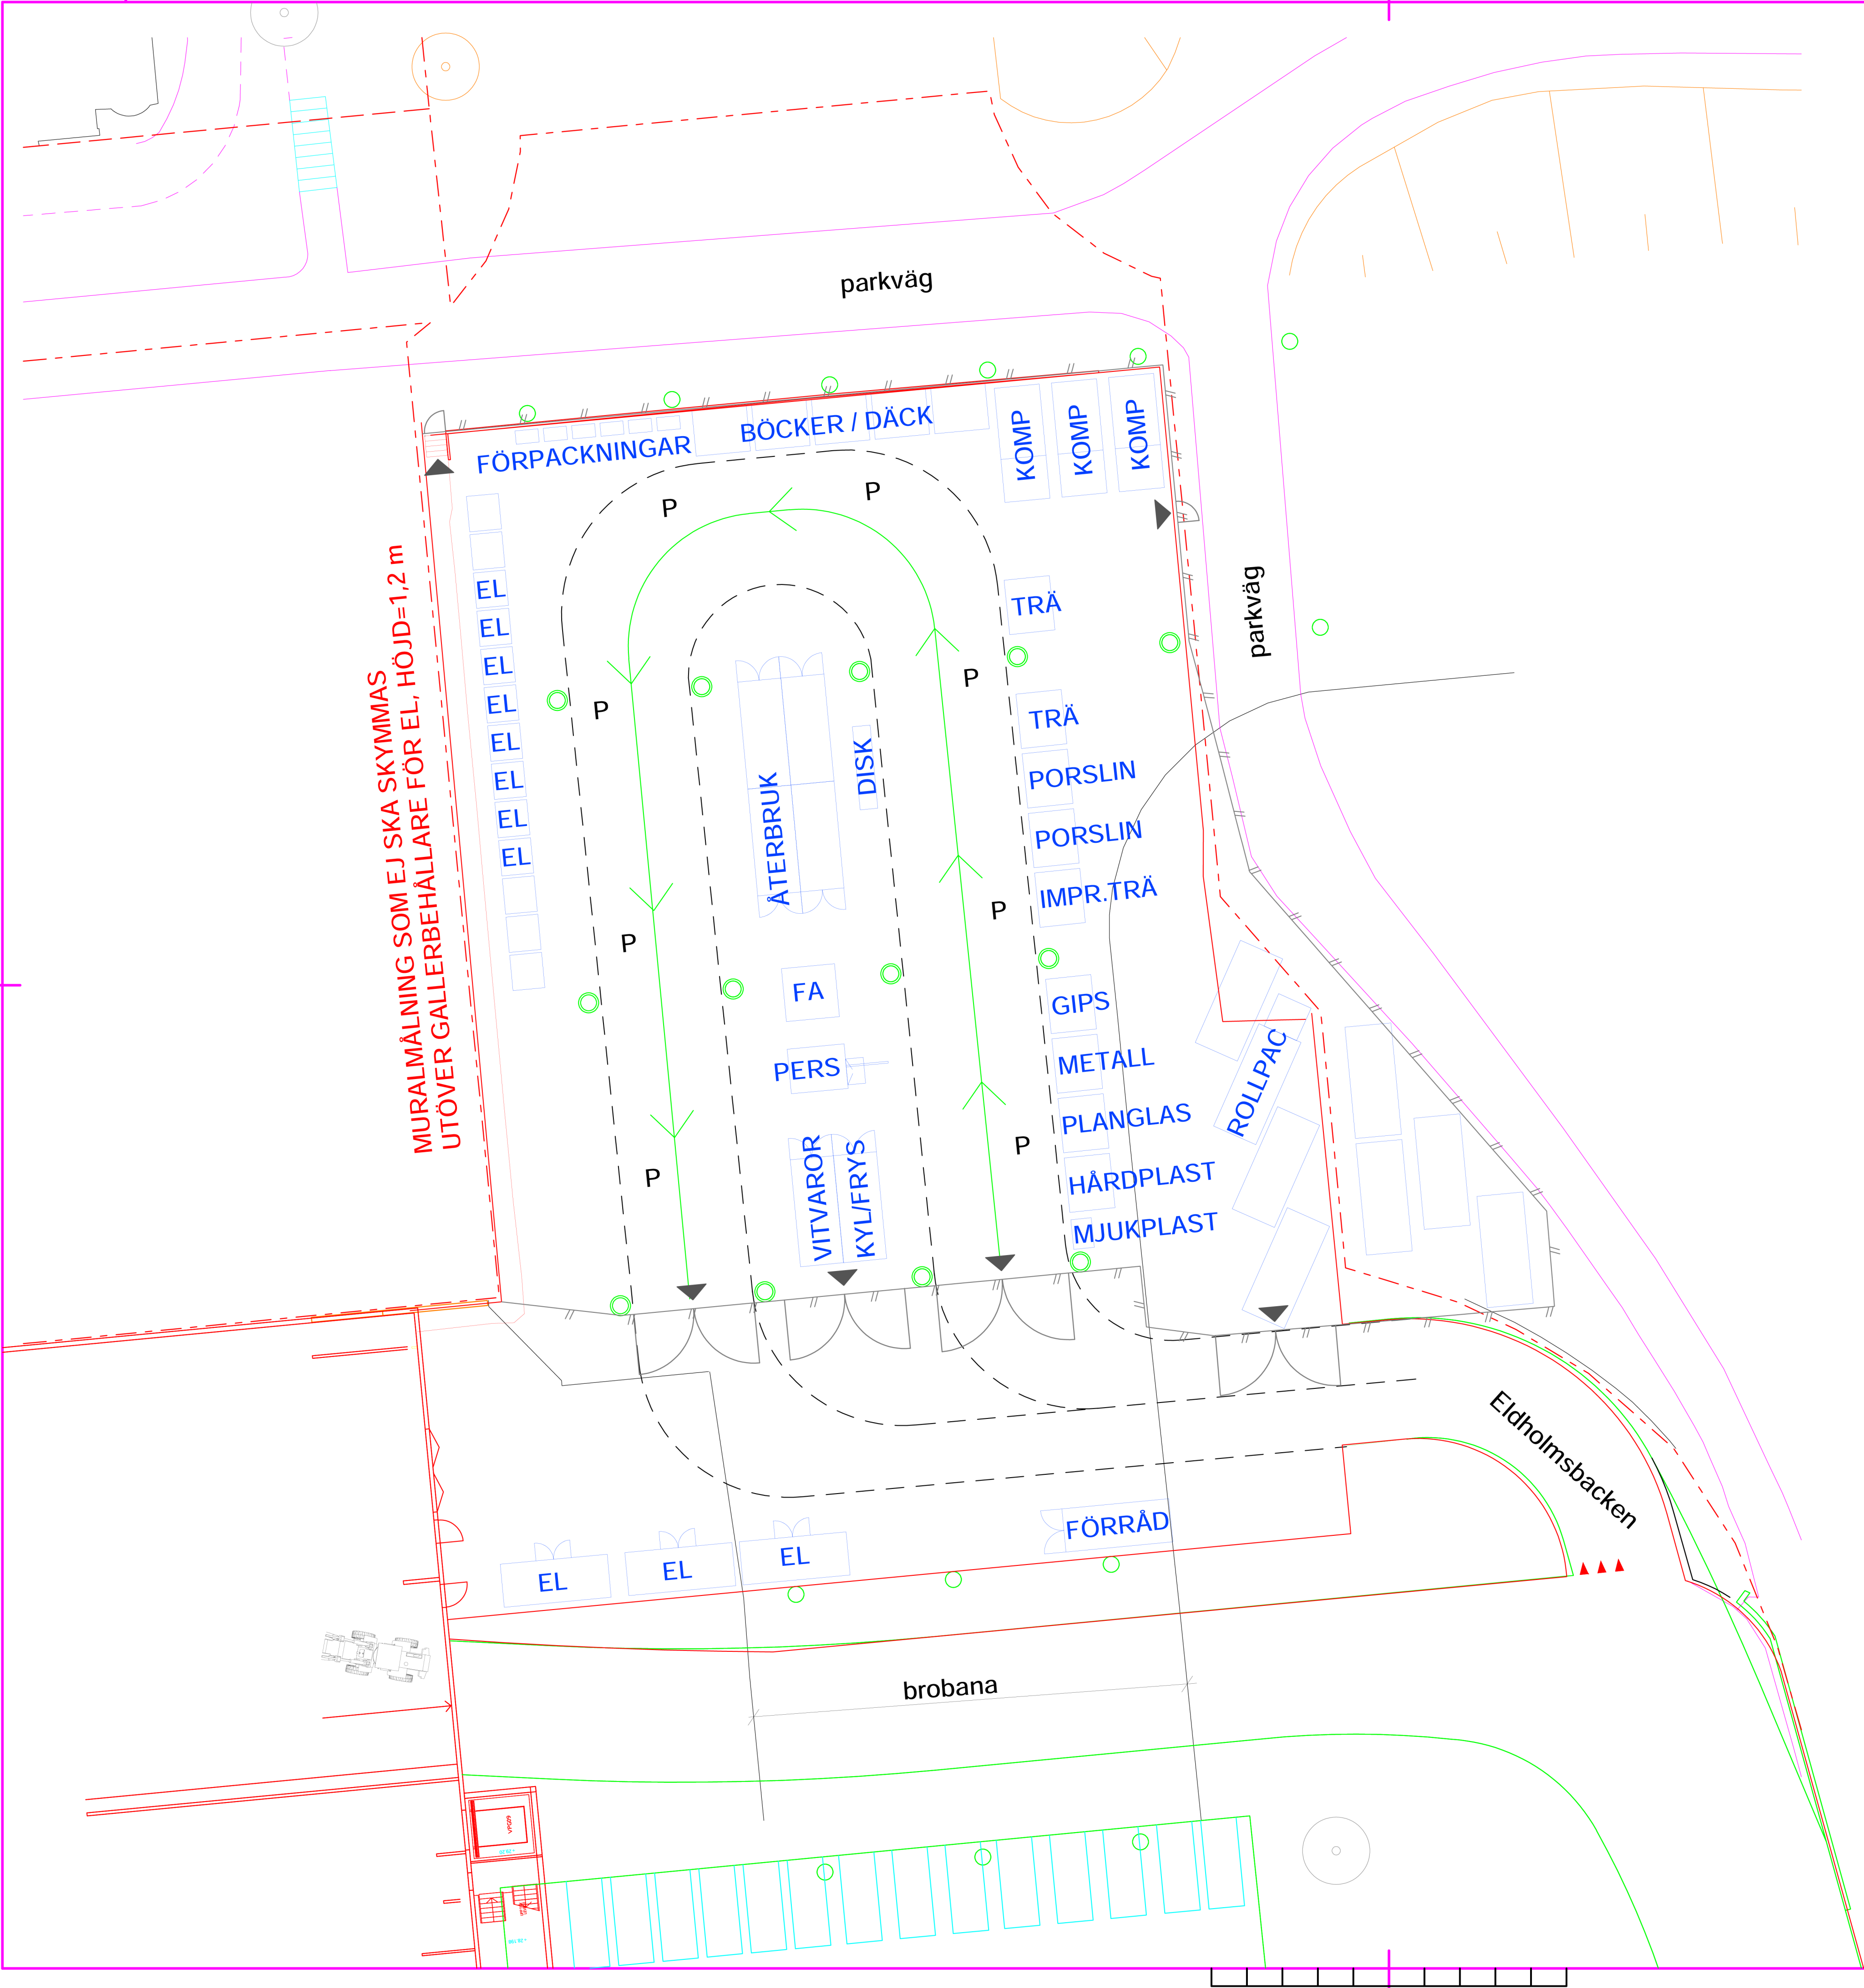 parkväg
BÖCKER / DÄCK
FÖRPACKNINGAR
KOMP
KOMP
KOMP
P
P
parkväg
EL
EL
EL
EL
EL
EL
EL
EL
MURALMÅLNING SOM EJ SKA SKYMMAS
UTÖVER GALLERBEHÅLLARE FÖR EL, HÖJD=1,2 m
P
P
P
P
P
P
ÅTERBRUK
DISK
FA
PERS
VITVAROR
KYL/FRYS
TRÄ
TRÄ
PORSLIN
PORSLIN
IMPR.TRÄ
GIPS
METALL
PLANGLAS
HÅRDPLAST
MJUKPLAST
ROLLPAC
Eldholmsbacken
FÖRRÅD
EL
EL
EL
brobana